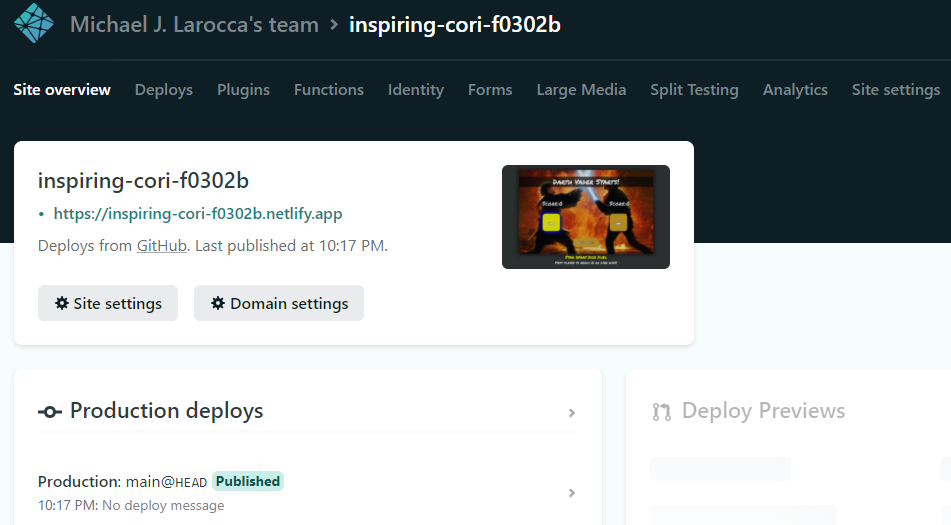 Michael J. Larocca's team > inspiring-cori-f0302b
Site overview Deploys Plugins Functions Identity Forms Large Media Split Testing Analytics Site settings
inspiring-cori-f0302b
• https://inspiring-cori-f0302b.netlify.app
Deploys from GitHub. Last published at 10:17 PM.
Darth Vader Starts!
Score:0 Score:0
Site settings Domain settings
Production deploys
Deploy Previews
Production: main@HEAD Published
10:17 PM: No deploy message